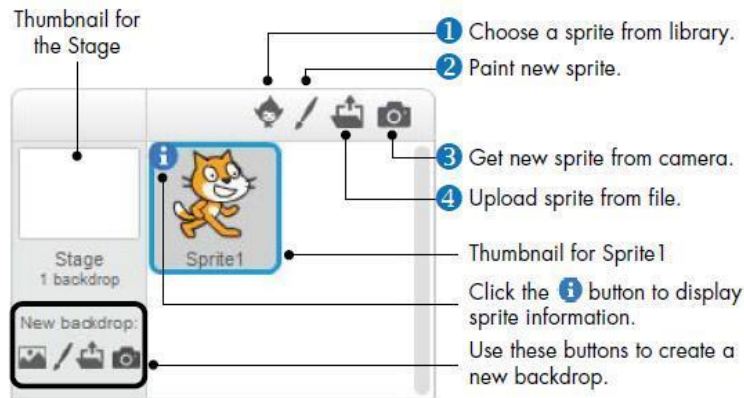 Thumbnail for
the Stage
1 Choose a sprite from library.
2 Paint new sprite.
3 Get new sprite from camera.
4 Upload sprite from file.
i
Stage
1 backdrop
Sprite1
New backdrop:
Thumbnail for Sprite1
Click the i button to display
sprite information.
Use these buttons to create a
new backdrop.